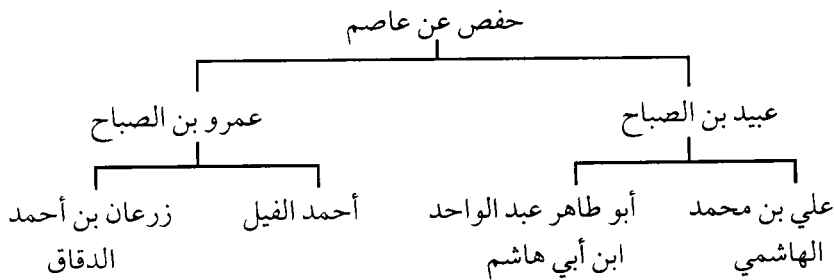 حفص عن عاصم
عبيد بن الصباح
عمرو بن الصباح
علي بن محمد
الهاشمي
أبو طاهر عبد الواحد
ابن أبي هاشم
أحمد الفيل
زرعان بن أحمد
الدقاق